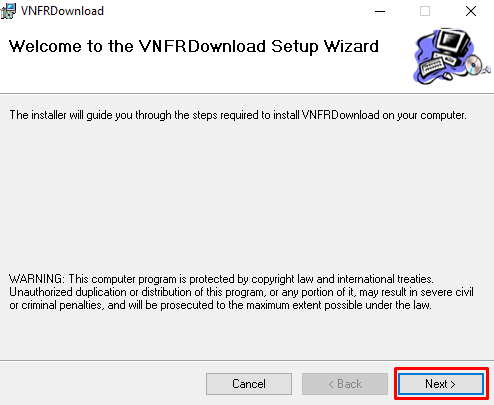 VNFRDownload
Welcome to the VNFRDownload Setup Wizard
The installer will guide you through the steps required to install VNFRDownload on your computer.
WARNING: This computer program is protected by copyright law and international treaties.
Unauthorized duplication or distribution of this program, or any portion of it, may result in severe civil
or criminal penalties, and will be prosecuted to the maximum extent possible under the law.
Cancel
< Back
Next >